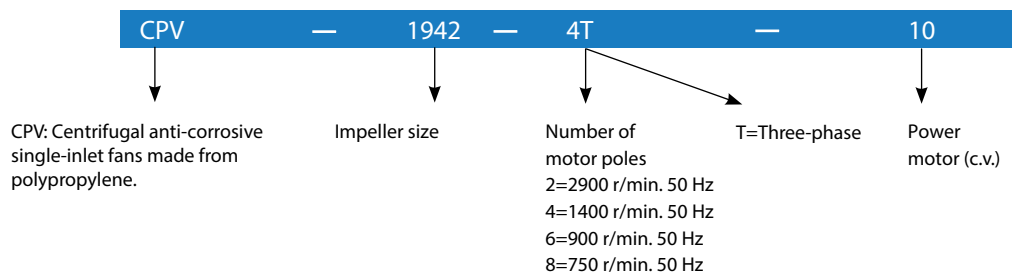 CPV — 1942 — 4T — 10
CPV: Centrifugal anti-corrosive
single-inlet fans made from
polypropylene.
Impeller size
Number of
motor poles
2=2900 r/min. 50 Hz
4=1400 r/min. 50 Hz
6=900 r/min. 50 Hz
8=750 r/min. 50 Hz
T=Three-phase
Power
motor (c.v.)